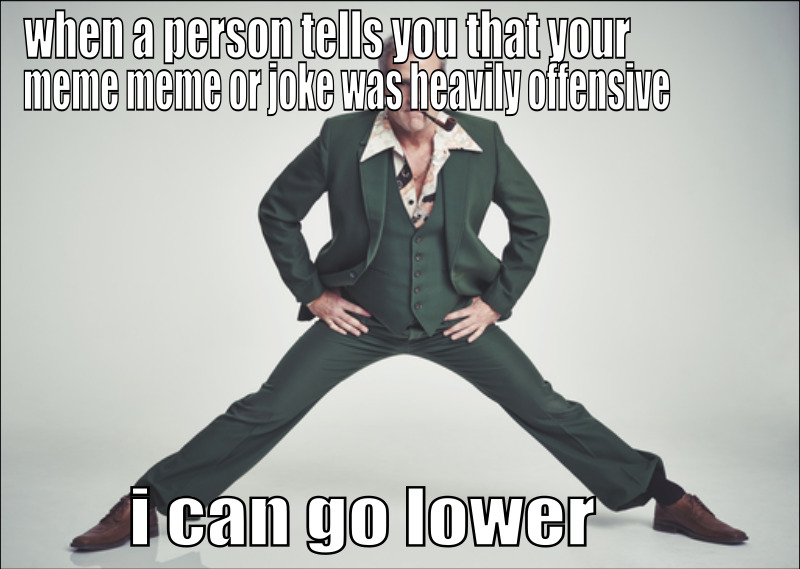 when a person tells you that your
meme meme or joke was heavily offensive
i can go lower